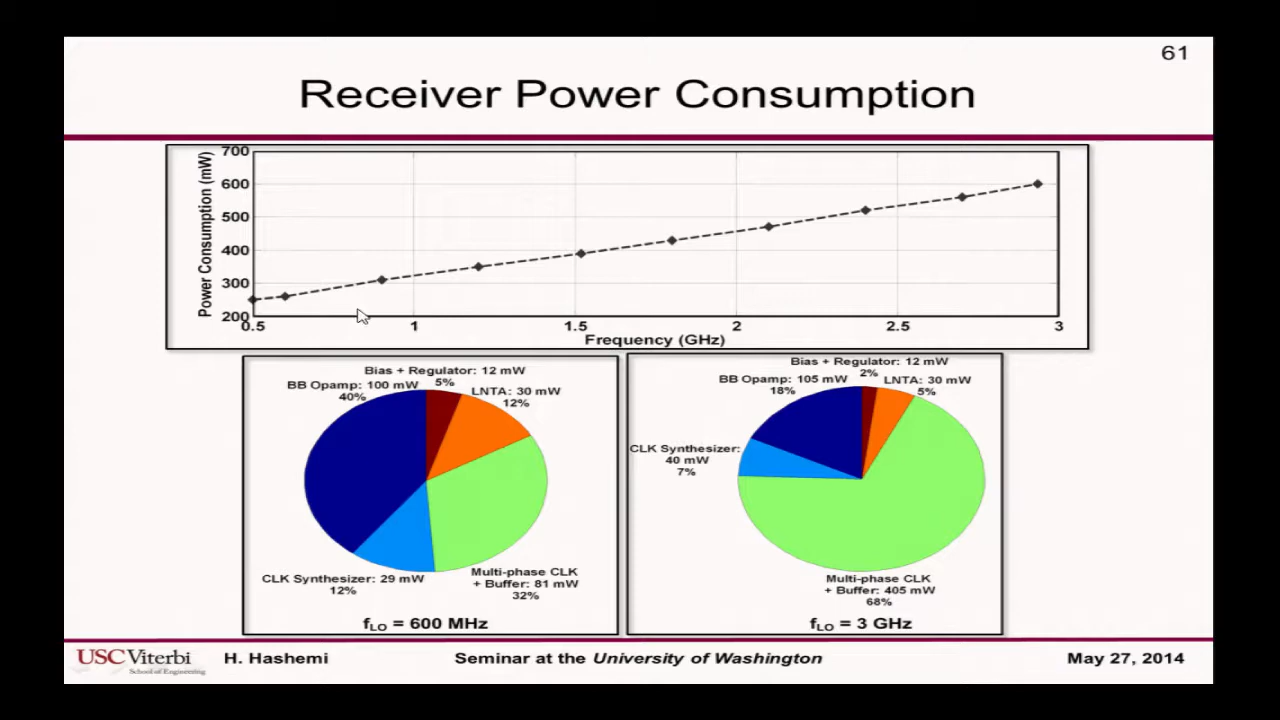 61
Receiver Power Consumption
Power Consumption (mW)
700
600
500
400
300
200
0.5 1 1.5 2 2.5 3
Frequency (GHz)
Bias + Regulator: 12 mW
5%
BB Opamp: 100 mW
40%
LNTA: 30 mW
12%
CLK Synthesizer: 29 mW
12%
Multi-phase CLK
+ Buffer: 81 mW
32%
fLO = 600 MHz
Bias + Regulator: 12 mW
2%
BB Opamp: 105 mW
18%
LNTA: 30 mW
5%
CLK Synthesizer:
40 mW
7%
Multi-phase CLK
+ Buffer: 405 mW
68%
fLO = 3 GHz
USC Viterbi
School of Engineering
H. Hashemi
Seminar at the University of Washington
May 27, 2014